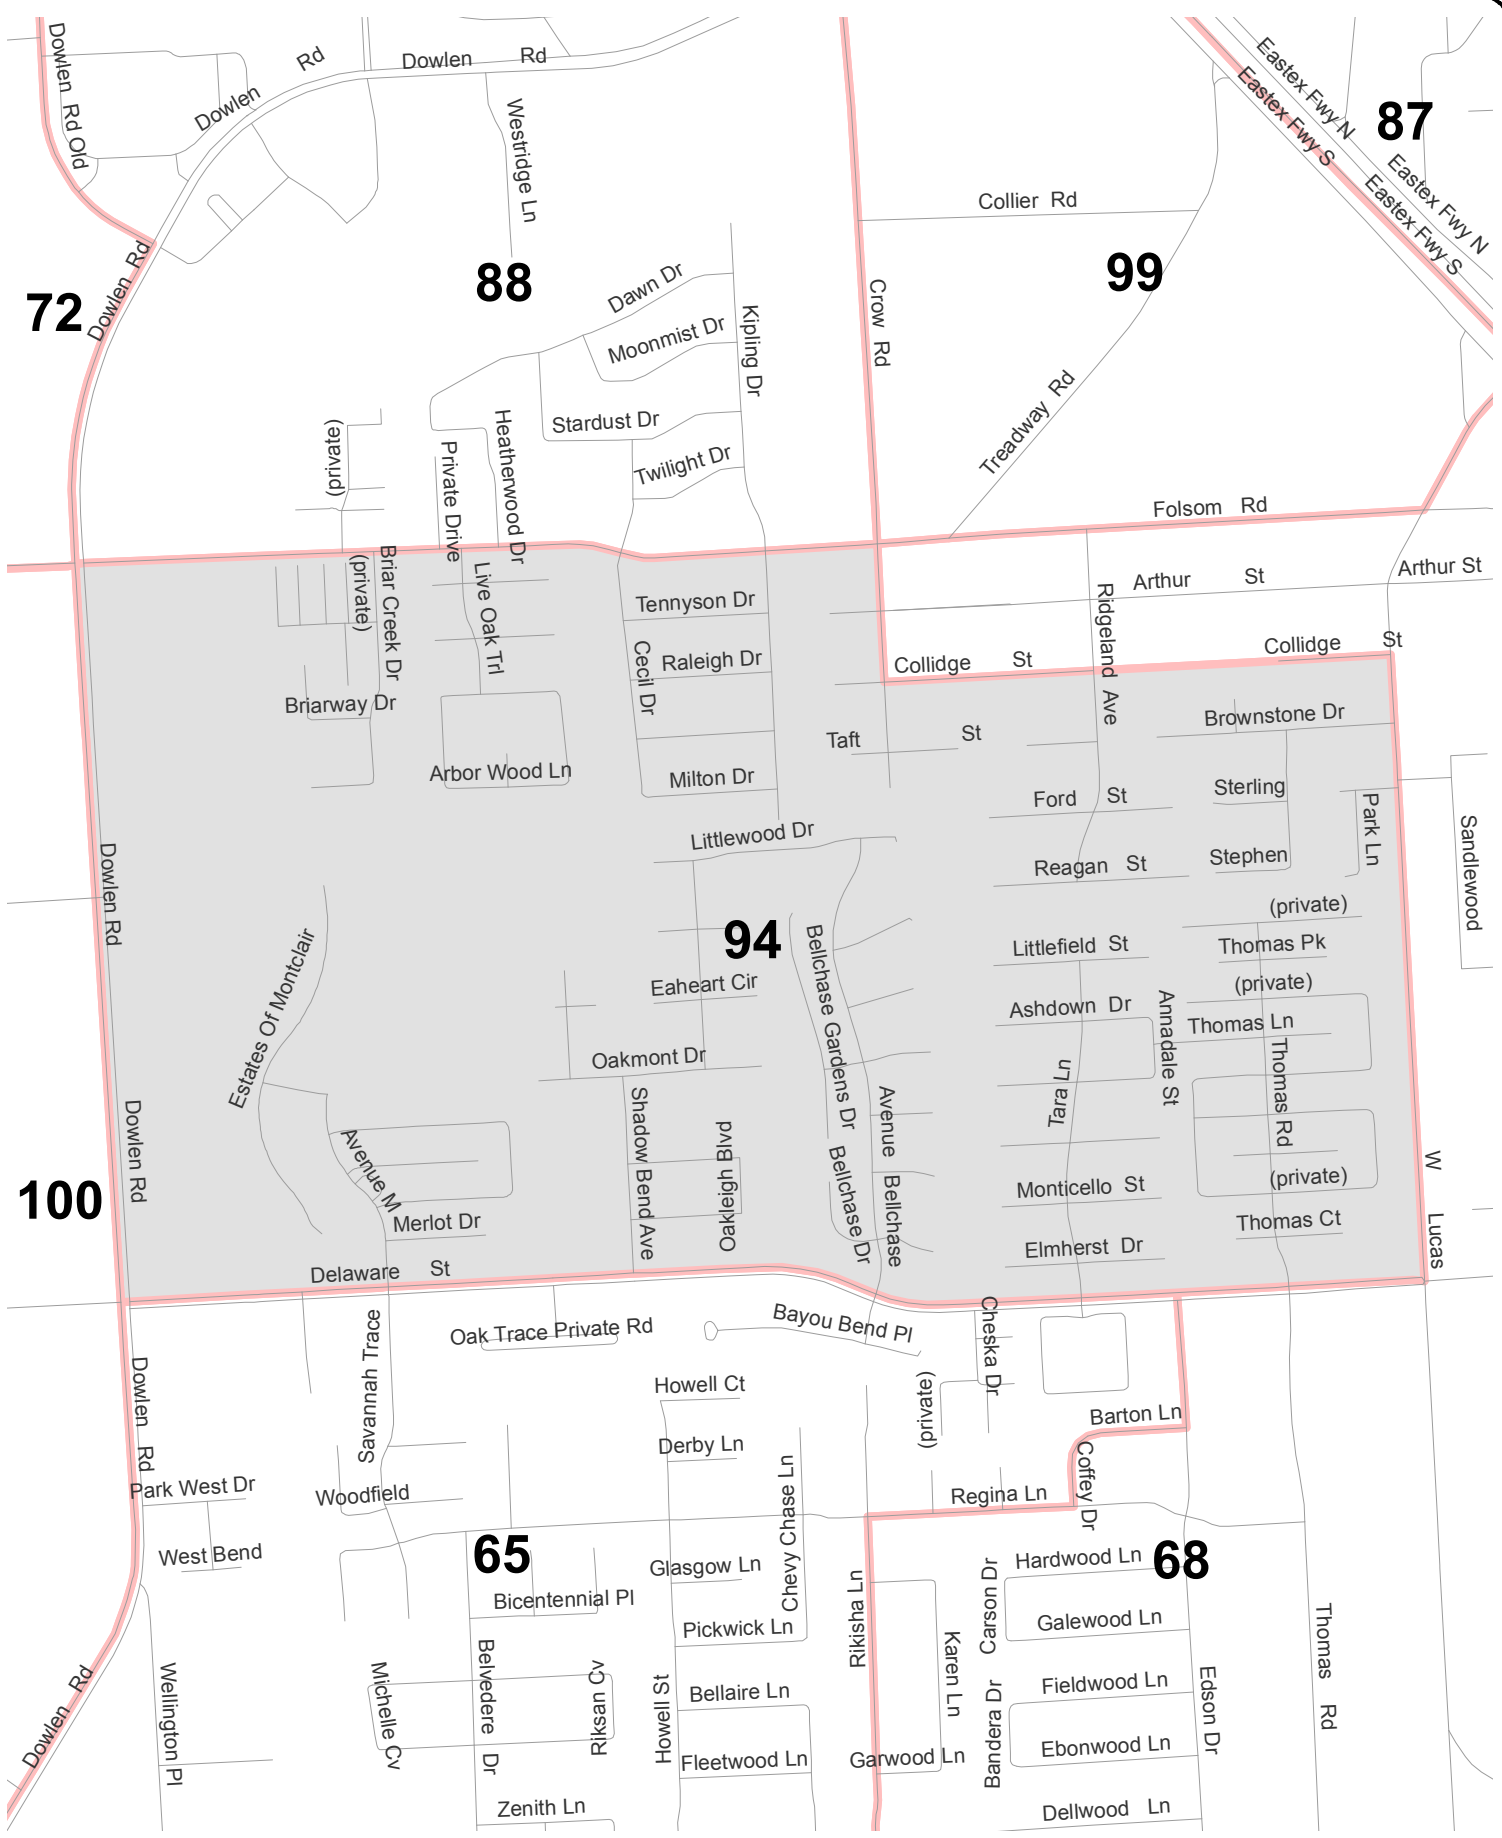 Dowlen Rd Old
Dowlen
Rd
Dowlen Rd
Westridge Ln
Eastex Fwy N
Eastex Fwy S
87
Eastex Fwy N
Eastex Fwy S
Collier Rd
99
88
72
Dowlen Rd
Dawn Dr
Moonmist Dr
Kipling Dr
Crow Rd
Treadway Rd
Stardust Dr
Twilight Dr
Heatherwood Dr
Private Drive
(private)
Folsom Rd
Arthur St
Arthur St
Ridgeland Ave
Collidge St
Collidge St
Briar Creek Dr
(private)
Live Oak Trl
Tennyson Dr
Raleigh Dr
Cecil Dr
Briarway Dr
Arbor Wood Ln
Milton Dr
Taft St
Brownstone Dr
Ford St
Sterling
Park Ln
Sandlewood
Littlewood Dr
Reagan St
Stephen
Dowlen Rd
94
(private)
Littlefield St
Thomas Pk
Bellchase Gardens Dr
Estates Of Montclair
Eaheart Cir
(private)
Ashdown Dr
Annadale St
Thomas Ln
Oakmont Dr
Tara Ln
Thomas Rd
Dowlen Rd
Shadow Bend Ave
Oakleigh Blvd
Avenue Bellchase
Bellchase Dr
Avenue M
100
Merlot Dr
Monticello St
(private)
Thomas Ct
W Lucas
Elmherst Dr
Delaware St
Savannah Trace
Oak Trace Private Rd
Bayou Bend Pl
Cheska Dr
(private)
Dowlen Rd
Howell Ct
Derby Ln
Chevy Chase Ln
Barton Ln
Coffey Dr
Park West Dr
Woodfield
Regina Ln
West Bend
65
68
Glasgow Ln
Hardwood Ln
Carson Dr
Bicentennial Pl
Pickwick Ln
Rikisha Ln
Galewood Ln
Thomas Rd
Dowlen Rd
Wellington Pl
Michelle Cv
Belvedere Dr
Riksan Cv
Howell St
Bellaire Ln
Karen Ln
Bandera Dr
Fieldwood Ln
Edson Dr
Fleetwood Ln
Garwood Ln
Ebonwood Ln
Zenith Ln
Dellwood Ln